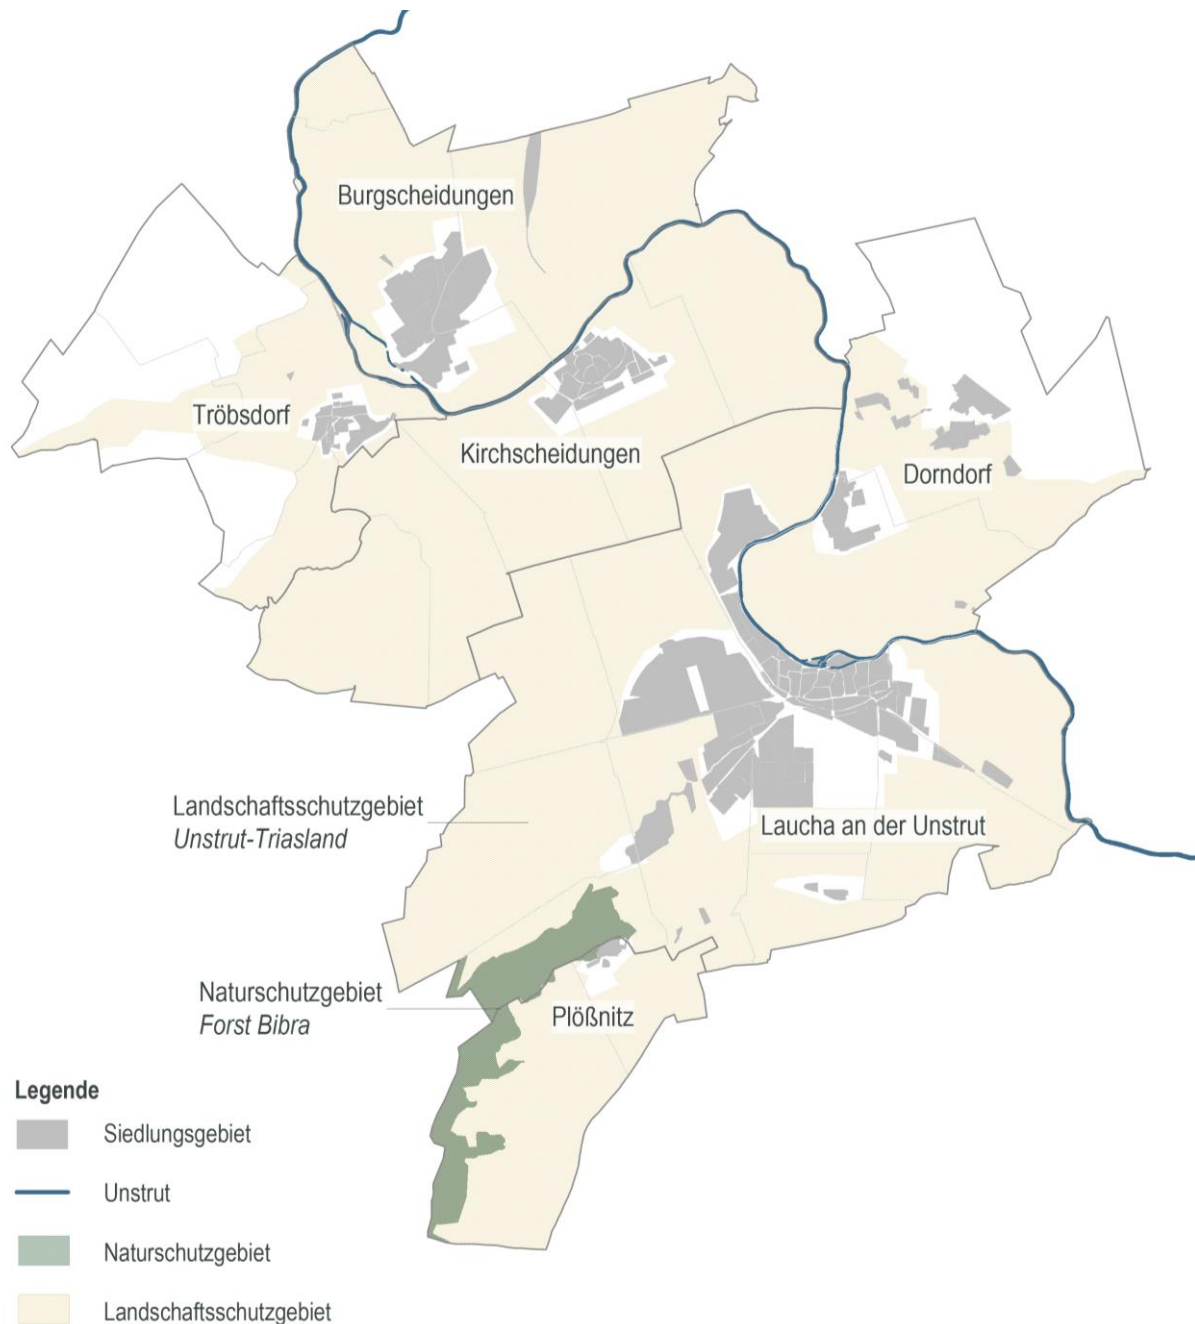 Burgscheidungen
Tröbsdorf
Kirchscheidungen
Dorndorf
Landschaftsschutzgebiet
Unstrut-Triasland
Laucha an der Unstrut
Naturschutzgebiet
Forst Bibra
Plößnitz
Legende
Siedlungsgebiet
Unstrut
Naturschutzgebiet
Landschaftsschutzgebiet